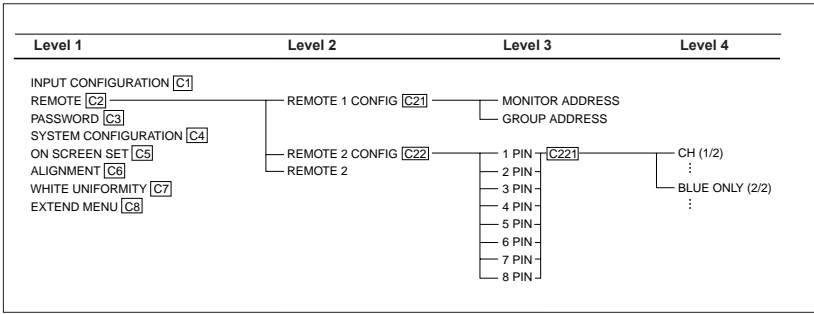 Level 1 Level 2 Level 3 Level 4
INPUT CONFIGURATION C1
REMOTE C2 REMOTE 1 CONFIG C21 MONITOR ADDRESS
PASSWORD C3 GROUP ADDRESS
SYSTEM CONFIGURATION C4
ON SCREEN SET C5 REMOTE 2 CONFIG C22 1 PIN C221 CH (1/2)
ALIGNMENT C6 REMOTE 2 2 PIN
WHITE UNIFORMITY C7 3 PIN BLUE ONLY (2/2)
EXTEND MENU C8 4 PIN
5 PIN
6 PIN
7 PIN
8 PIN